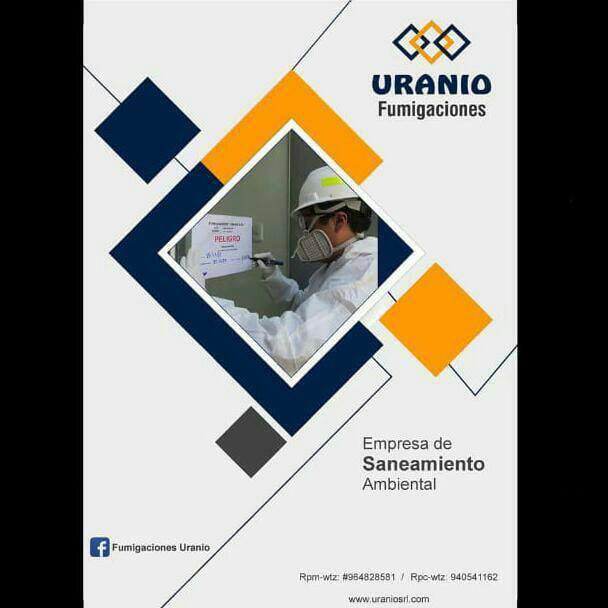 URANIO
Fumigaciones
PELIGRO
Empresa de
Saneamiento
Ambiental
Fumigaciones Uranio
Rpm-wtz: #964828581 / Rpc-wtz: 940541162
www.uraniosrl.com